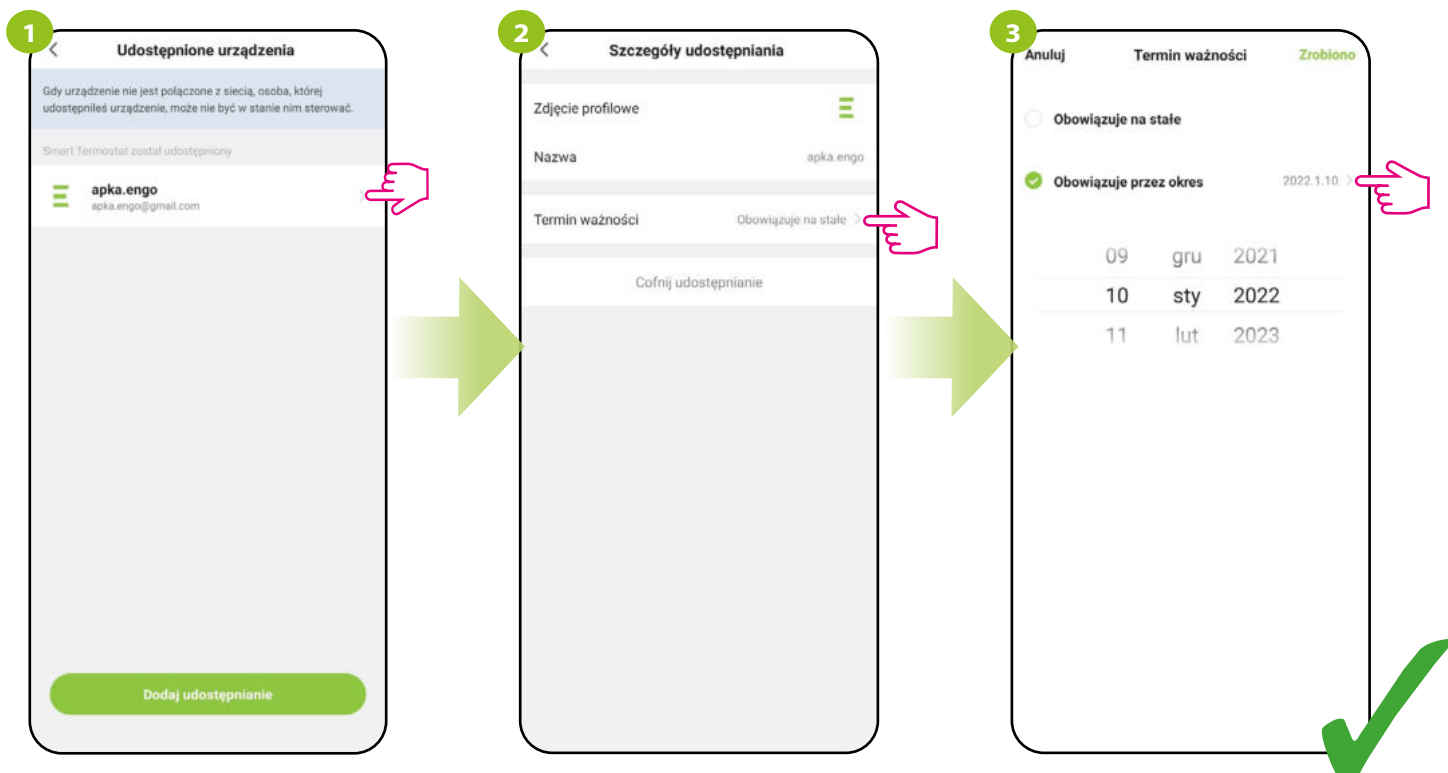 1
Udostępnione urządzenia
Gdy urządzenie nie jest połączone z siecią, osoba, której
udostępniłeś urządzenie, może nie być w stanie nim sterować.
Smart Termostat został udostępniony
apka.engo
apka.engo@gmail.com
Dodaj udostępnianie
2
Szczegóły udostępniania
Zdjęcie profilowe
Nazwa apka.engo
Termin ważności Obowiązuje na stałe
Cofnij udostępnianie
3
Anuluj Termin ważności Zrobiono
Obowiązuje na stałe
Obowiązuje przez okres 2022.1.10
09 gru 2021
10 sty 2022
11 lut 2023